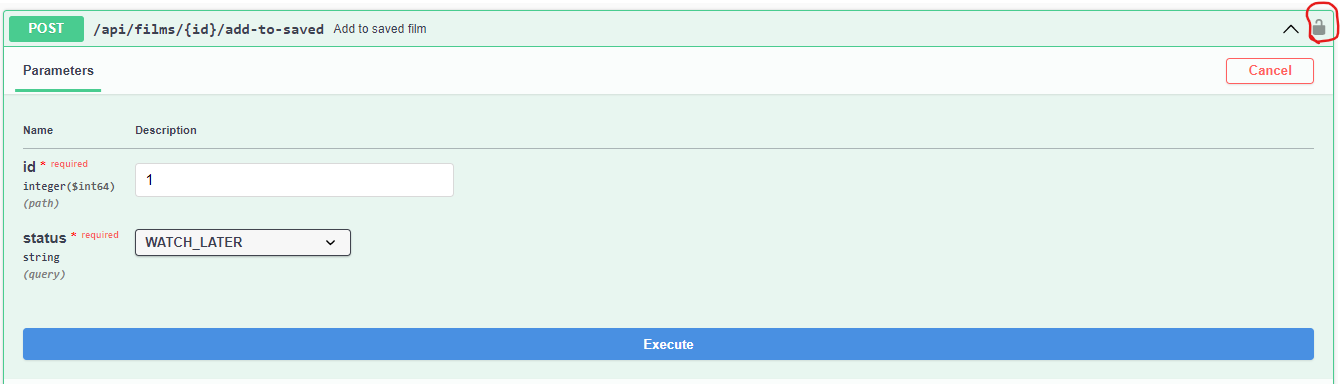 POST /api/films/{id}/add-to-saved Add to saved film
Parameters
Cancel
Name Description
id * required
integer($int64)
(path)
1
status * required
string
(query)
WATCH_LATER
Execute